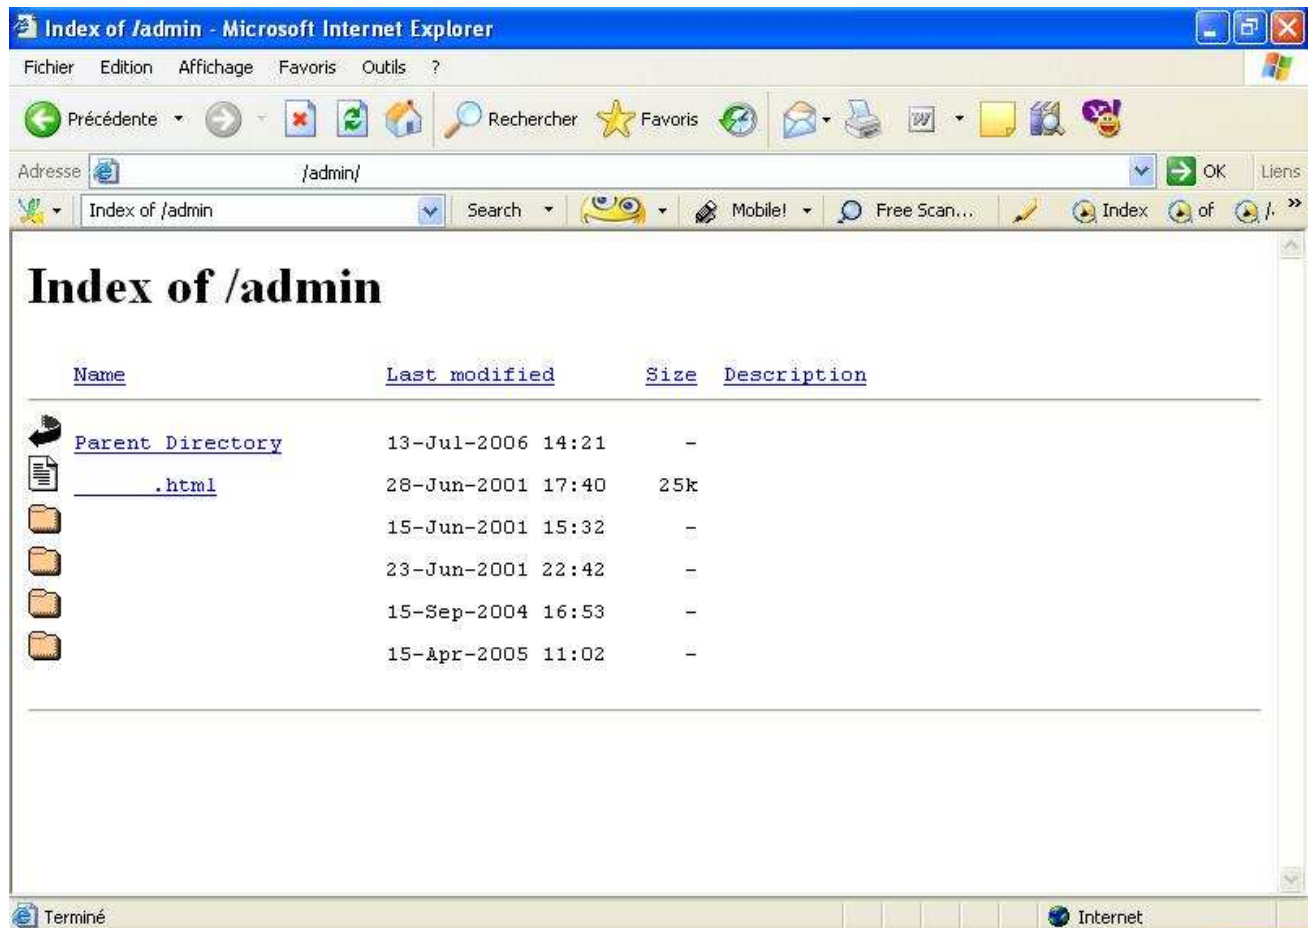 Index of /admin - Microsoft Internet Explorer
Fichier Edition Affichage Favoris Outils ?
Précédente Rechercher Favoris W
Adresse /admin/ OK Liens
Index of /admin Search Mobile! Free Scan... Index of /. »
Index of /admin
Name Last modified Size Description
Parent Directory 13-Jul-2006 14:21 -
.html 28-Jun-2001 17:40 25k
15-Jun-2001 15:32 -
23-Jun-2001 22:42 -
15-Sep-2004 16:53 -
15-Apr-2005 11:02 -
Terminé Internet